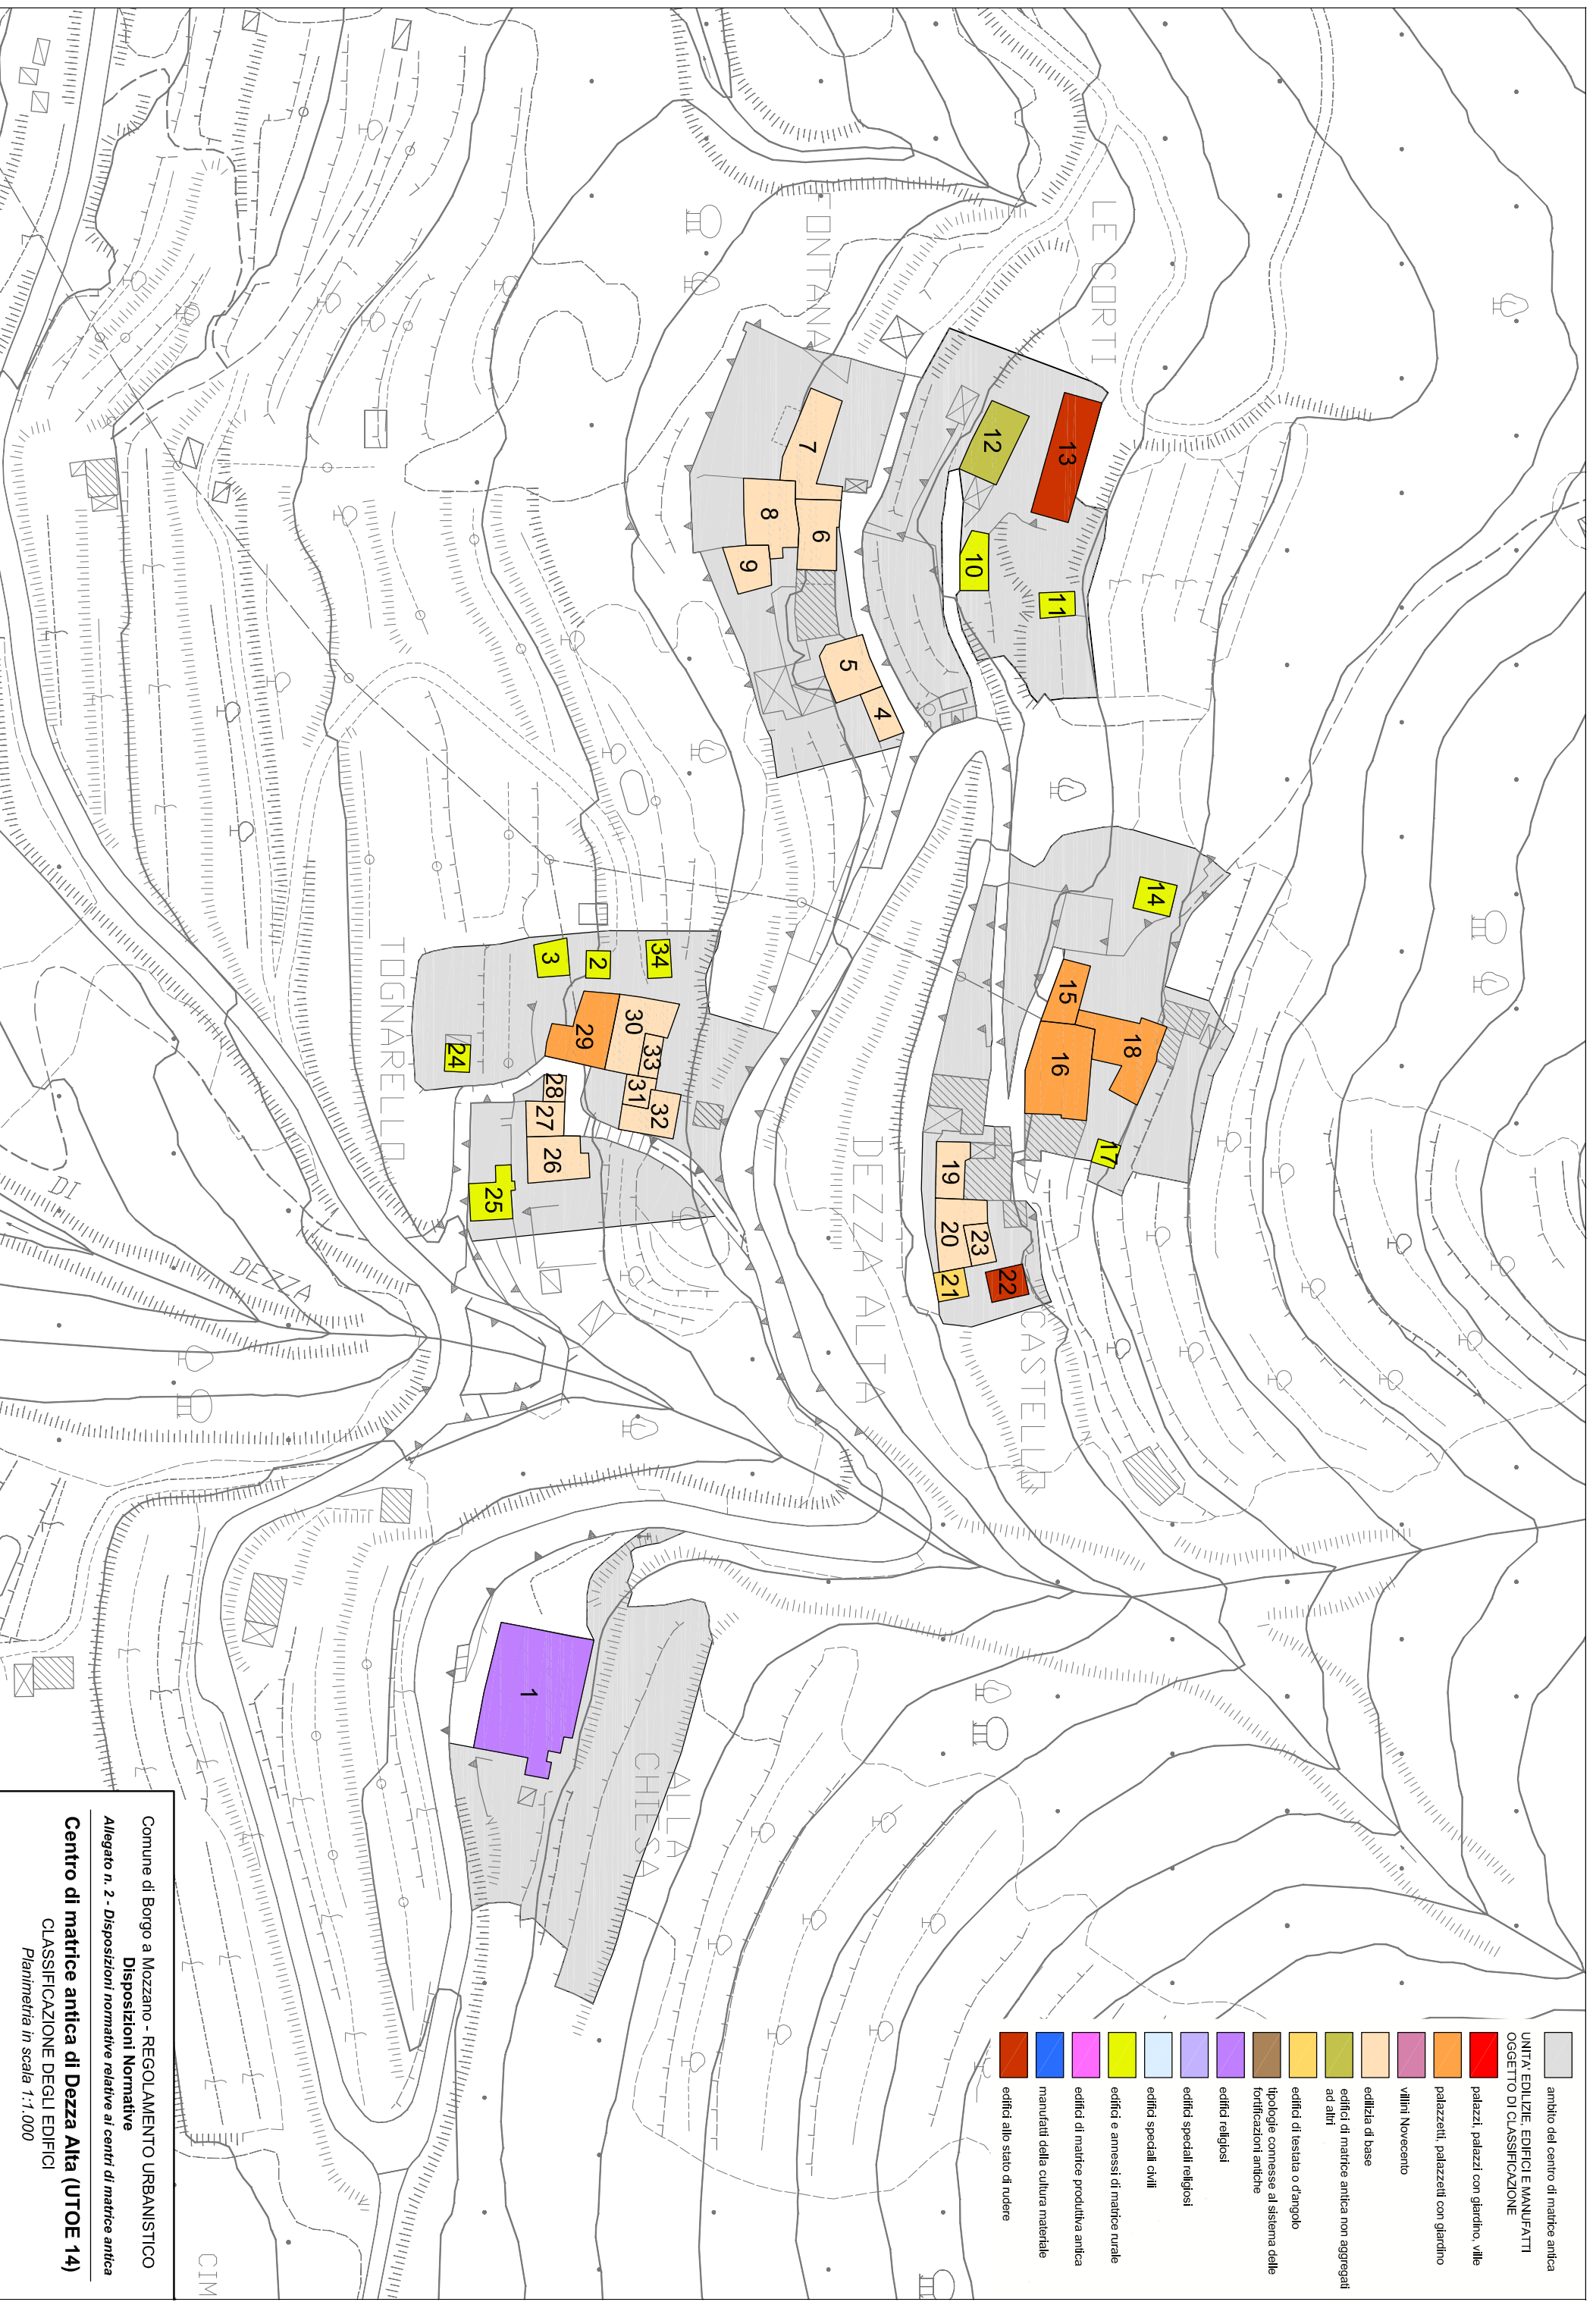 ambito del centro di matrice antica
UNITA' EDILIZIE, EDIFICI E MANUFATTI
OGGETTO DI CLASSIFICAZIONE
palazzi, palazzi con giardino, ville
palazzetti, palazzetti con giardino
villini Novecento
edilizia di base
edifici di matrice antica non aggregati
ad altri
edifici di testata o d'angolo
tipologie connesse al sistema delle
fortificazioni antiche
edifici religiosi
edifici speciali religiosi
edifici speciali civili
edifici e annessi di matrice rurale
edifici di matrice produttiva antica
manufatti della cultura materiale
edifici allo stato di rudere
LE CORTI
FONTANA
13
12
10
11
7
8
6
9
5
4
14
15
16
18
17
19
20
23
21
22
CASTELLO
DEZZA ALTA
34
2
3
30
33
29
31
32
28
27
26
24
25
TOGNARELLA
DI
DEZZA
1
ALLA
CHIESA
CIM
Comune di Borgo a Mozzano - REGOLAMENTO URBANISTICO
Disposizioni Normative
Allegato n. 2 - Disposizioni normative relative ai centri di matrice antica
Centro di matrice antica di Dezza Alta (UTOE 14)
CLASSIFICAZIONE DEGLI EDIFICI
Planimetria in scala 1:1.000